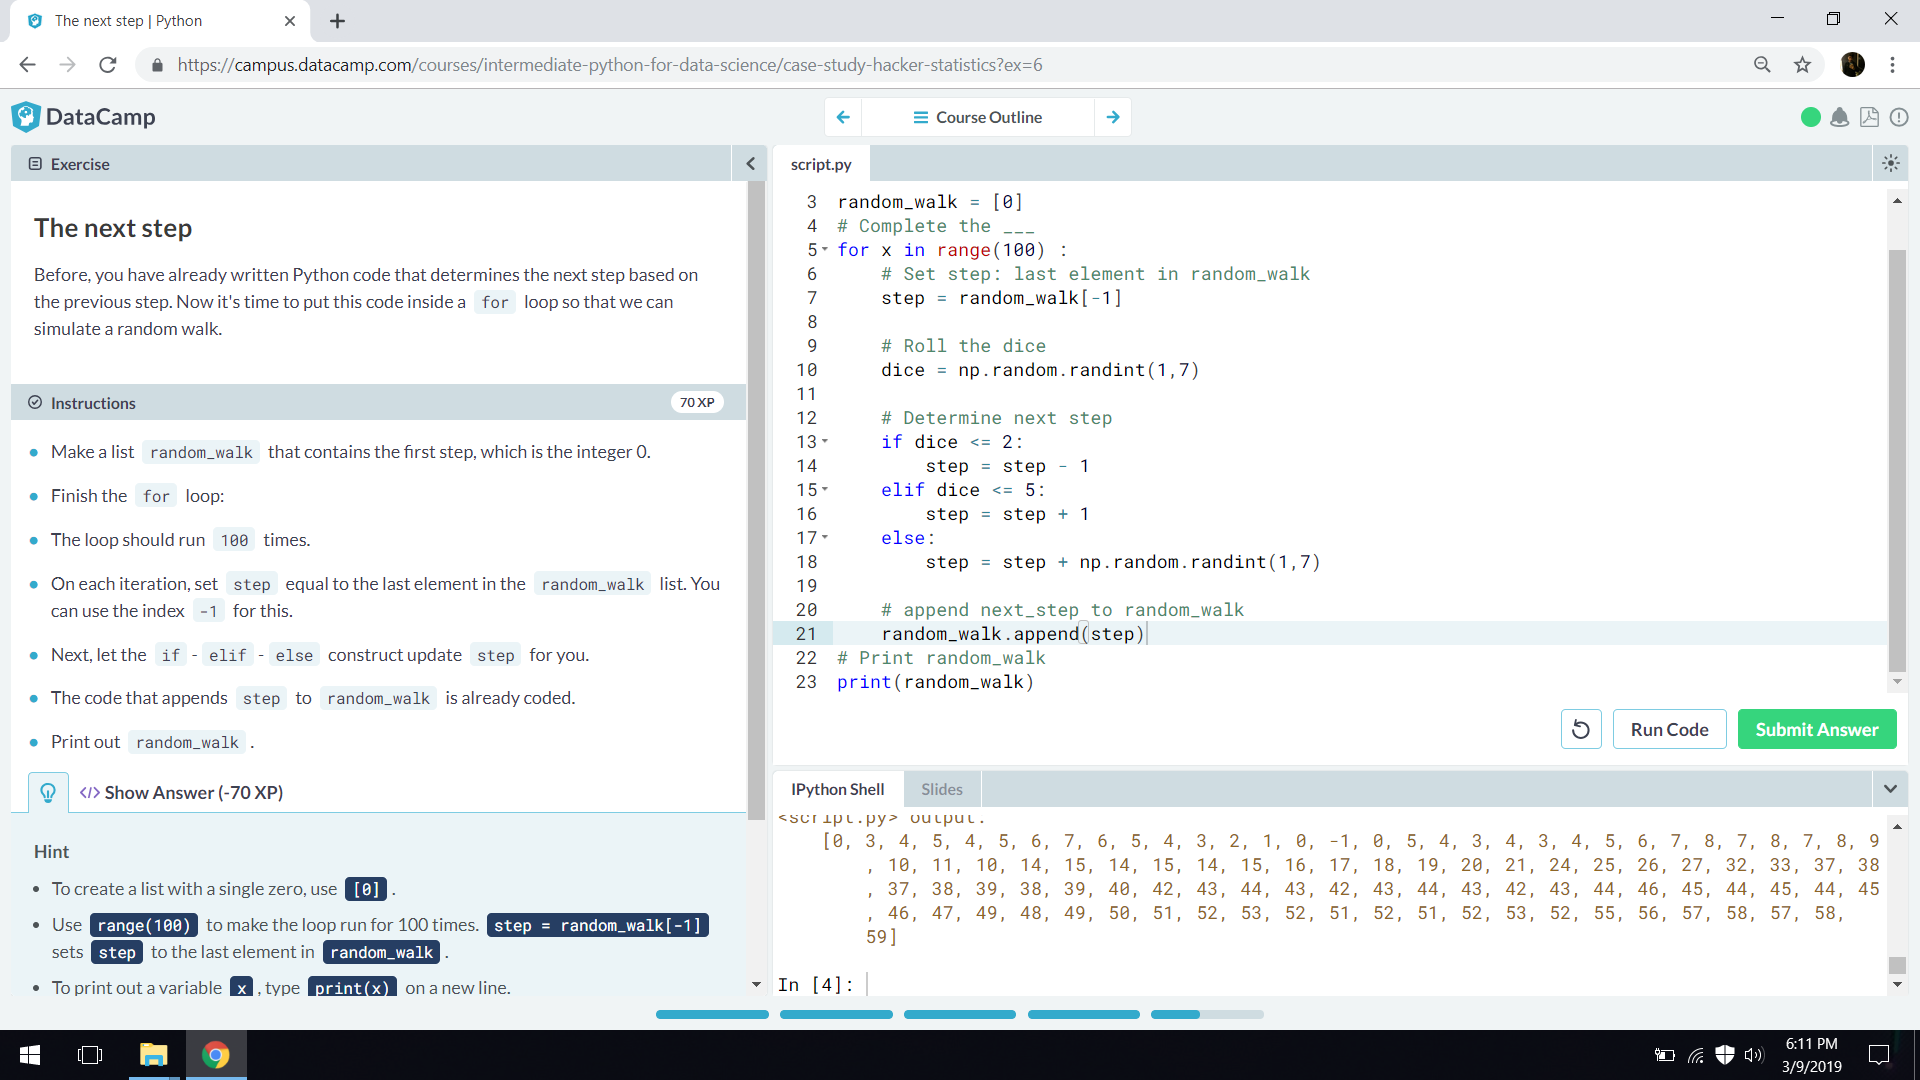 The next step | Python
https://campus.datacamp.com/courses/intermediate-python-for-data-science/case-study-hacker-statistics?ex=6
DataCamp
Course Outline
Exercise
The next step
Before, you have already written Python code that determines the next step based on
the previous step. Now it's time to put this code inside a for loop so that we can
simulate a random walk.
Instructions
70 XP
Make a list random_walk that contains the first step, which is the integer 0.
Finish the for loop:
The loop should run 100 times.
On each iteration, set step equal to the last element in the random_walk list. You
can use the index -1 for this.
Next, let the if - elif - else construct update step for you.
The code that appends step to random_walk is already coded.
Print out random_walk .
</> Show Answer (-70 XP)
Hint
• To create a list with a single zero, use [0] .
• Use range(100) to make the loop run for 100 times. step = random_walk[-1]
sets step to the last element in random_walk .
• To print out a variable x , type print(x) on a new line.
script.py
3 random_walk = [0]
4 # Complete the ___
5 for x in range(100) :
6 # Set step: last element in random_walk
7 step = random_walk[-1]
8
9 # Roll the dice
10 dice = np.random.randint(1,7)
11
12 # Determine next step
13 if dice <= 2:
14 step = step - 1
15 elif dice <= 5:
16 step = step + 1
17 else:
18 step = step + np.random.randint(1,7)
19
20 # append next_step to random_walk
21 random_walk.append(step)
22 # Print random_walk
23 print(random_walk)
Run Code
Submit Answer
IPython Shell
Slides
<script.py> output:
[0, 3, 4, 5, 4, 5, 6, 7, 6, 5, 4, 3, 2, 1, 0, -1, 0, 5, 4, 3, 4, 3, 4, 5, 6, 7, 8, 7, 8, 7, 8, 9
, 10, 11, 10, 14, 15, 14, 15, 14, 15, 16, 17, 18, 19, 20, 21, 24, 25, 26, 27, 32, 33, 37, 38
, 37, 38, 39, 38, 39, 40, 42, 43, 44, 43, 42, 43, 44, 43, 42, 43, 44, 46, 45, 44, 45, 44, 45
, 46, 47, 49, 48, 49, 50, 51, 52, 53, 52, 51, 52, 51, 52, 53, 52, 55, 56, 57, 58, 57, 58,
59]
In [4]:
6:11 PM
3/9/2019